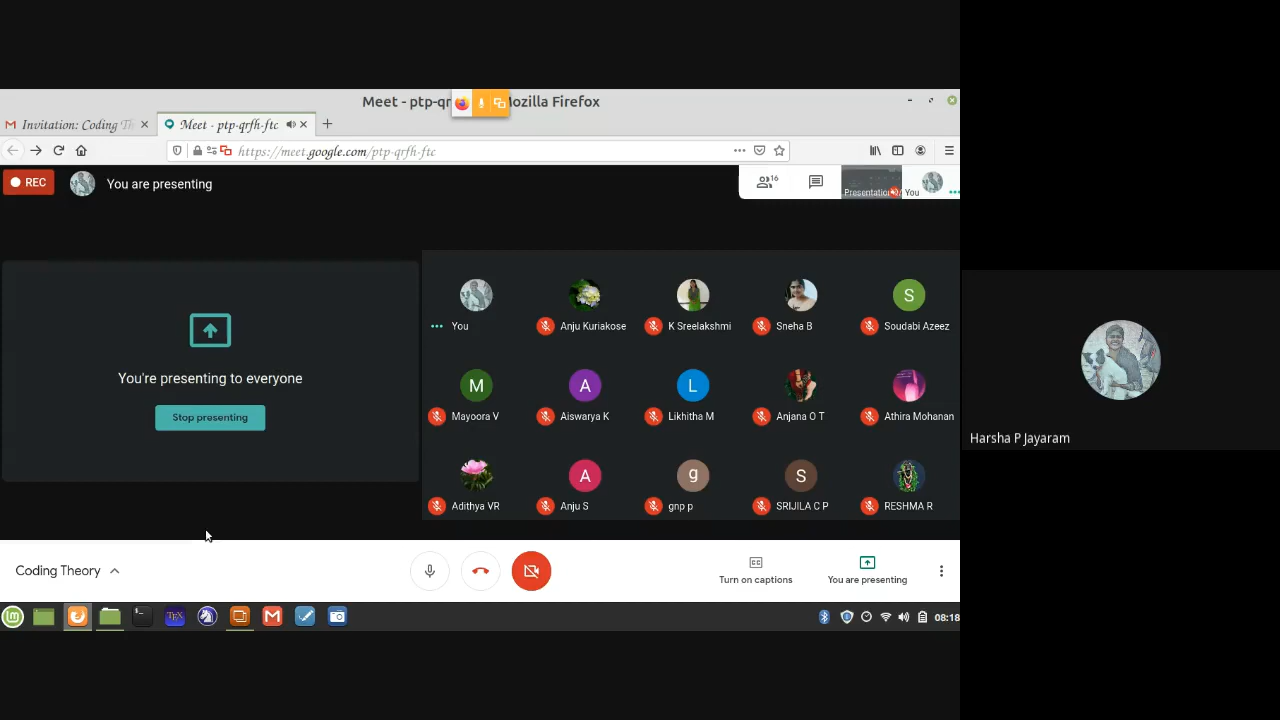 Meet - ptp-qr
Mozilla Firefox
Invitation: Coding Th
Meet - ptp-qrfh-ftc
https://meet.google.com/ptp-qrfh-ftc
REC
You are presenting
16
Presentation
You
You're presenting to everyone
Stop presenting
You
Anju Kuriakose
K Sreelakshmi
Sneha B
S
Soudabi Azeez
M
Mayoora V
A
Aiswarya K
L
Likhitha M
Anjana O T
Athira Mohanan
Adithya VR
A
Anju S
g
gnp p
S
SRIJILA C P
RESHMA R
Harsha P Jayaram
Coding Theory
Turn on captions
You are presenting
TEX
08:18